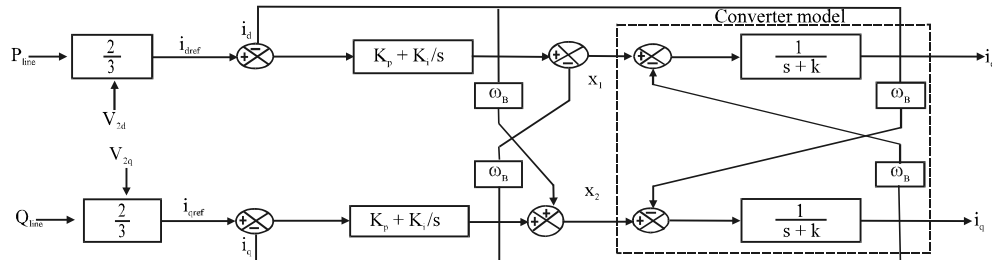 Converter model
P_line
2/3
i_dref
i_d
+
−
K_p + K_i/s
+
−
x_1
+
−
1/(s + k)
i_d
V_2d
ω_B
ω_B
V_2q
ω_B
ω_B
Q_line
2/3
i_qref
i_q
+
−
K_p + K_i/s
+
+
x_2
+
−
1/(s + k)
i_q